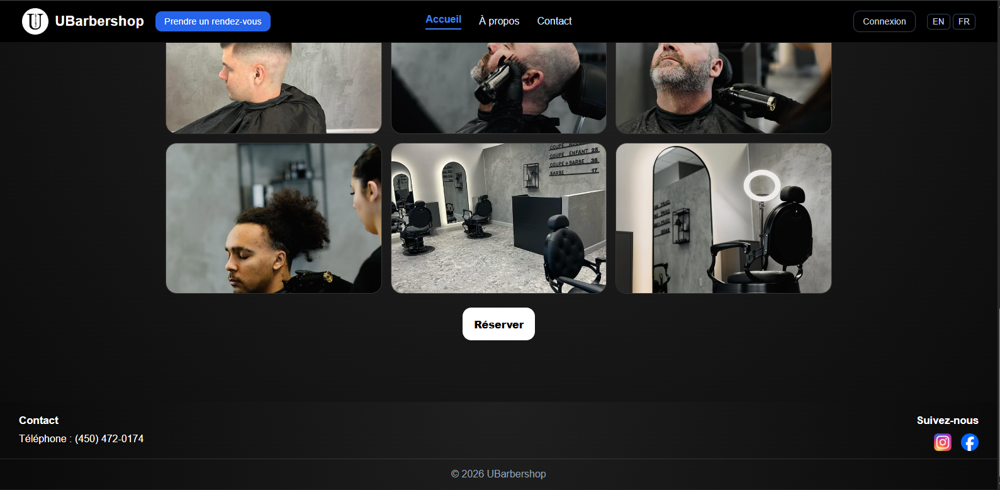 U
UBarbershop
Prendre un rendez-vous
Accueil
À propos
Contact
Connexion
EN
FR
COUPE
COUPE ENFANT 25
COUPE + BARBE 36
BARBE 17
Réserver
Contact
Téléphone : (450) 472-0174
Suivez-nous
© 2026 UBarbershop